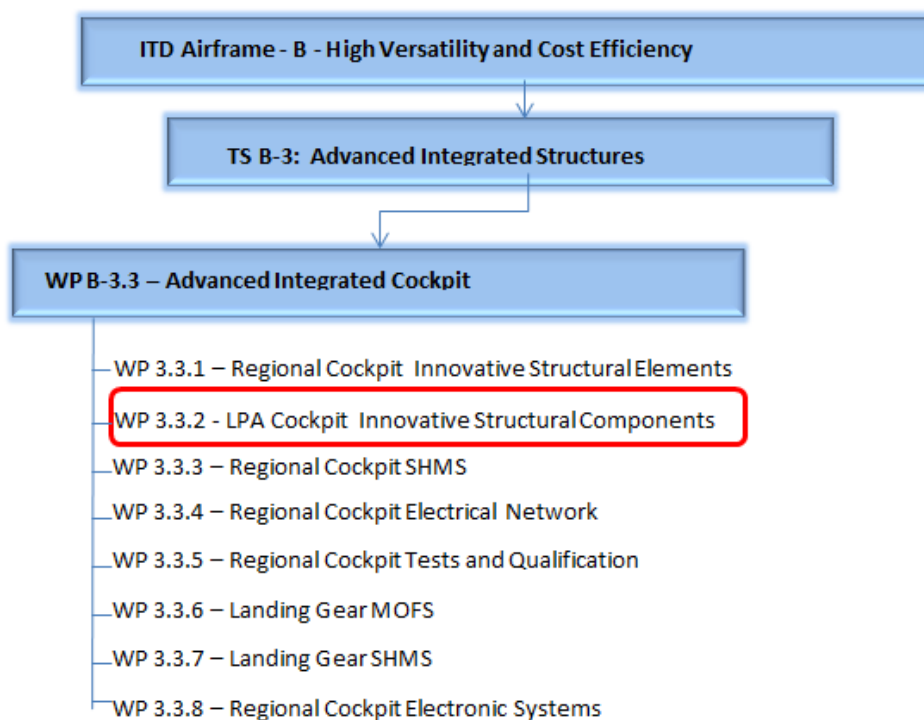 ITD Airframe - B - High Versatility and Cost Efficiency
TS B-3: Advanced Integrated Structures
WP B-3.3 – Advanced Integrated Cockpit
WP 3.3.1 – Regional Cockpit Innovative Structural Elements
WP 3.3.2 - LPA Cockpit Innovative Structural Components
WP 3.3.3 – Regional Cockpit SHMS
WP 3.3.4 – Regional Cockpit Electrical Network
WP 3.3.5 – Regional Cockpit Tests and Qualification
WP 3.3.6 – Landing Gear MOFS
WP 3.3.7 – Landing Gear SHMS
WP 3.3.8 – Regional Cockpit Electronic Systems